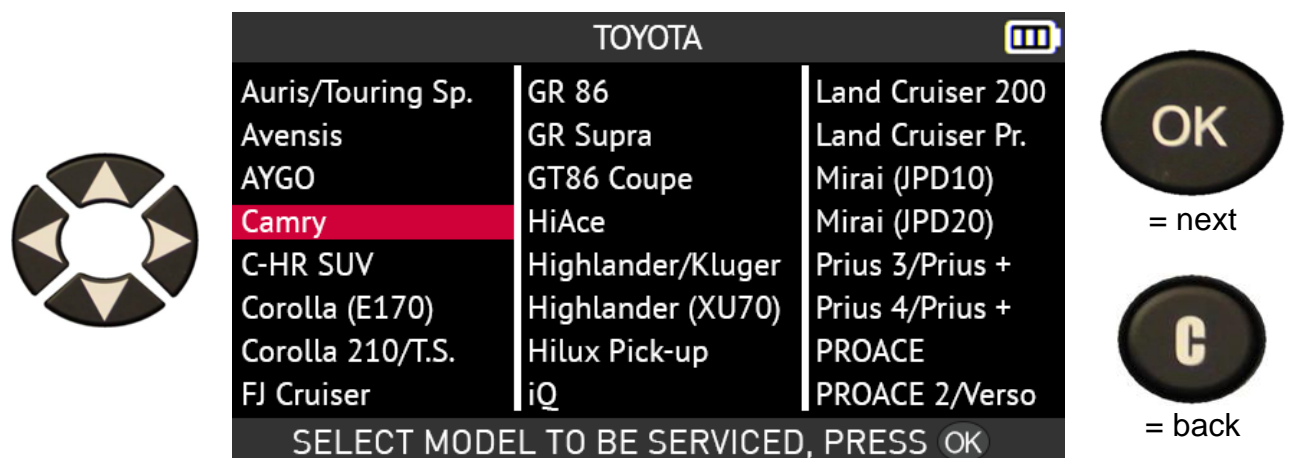 TOYOTA
Auris/Touring Sp.
Avensis
AYGO
Camry
C-HR SUV
Corolla (E170)
Corolla 210/T.S.
FJ Cruiser
GR 86
GR Supra
GT86 Coupe
HiAce
Highlander/Kluger
Highlander (XU70)
Hilux Pick-up
iQ
Land Cruiser 200
Land Cruiser Pr.
Mirai (JPD10)
Mirai (JPD20)
Prius 3/Prius +
Prius 4/Prius +
PROACE
PROACE 2/Verso
SELECT MODEL TO BE SERVICED, PRESS OK
OK
= next
C
= back